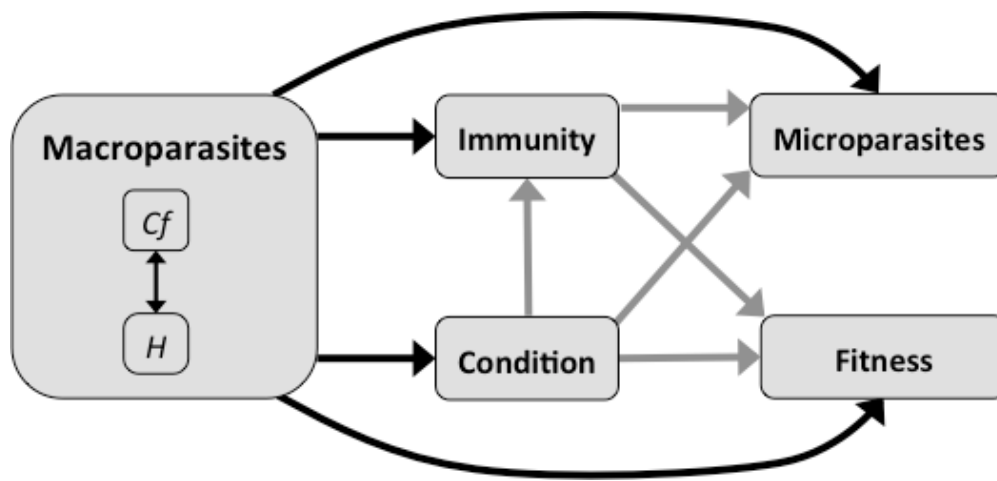 Macroparasites
Cf
H
Immunity
Condition
Microparasites
Fitness